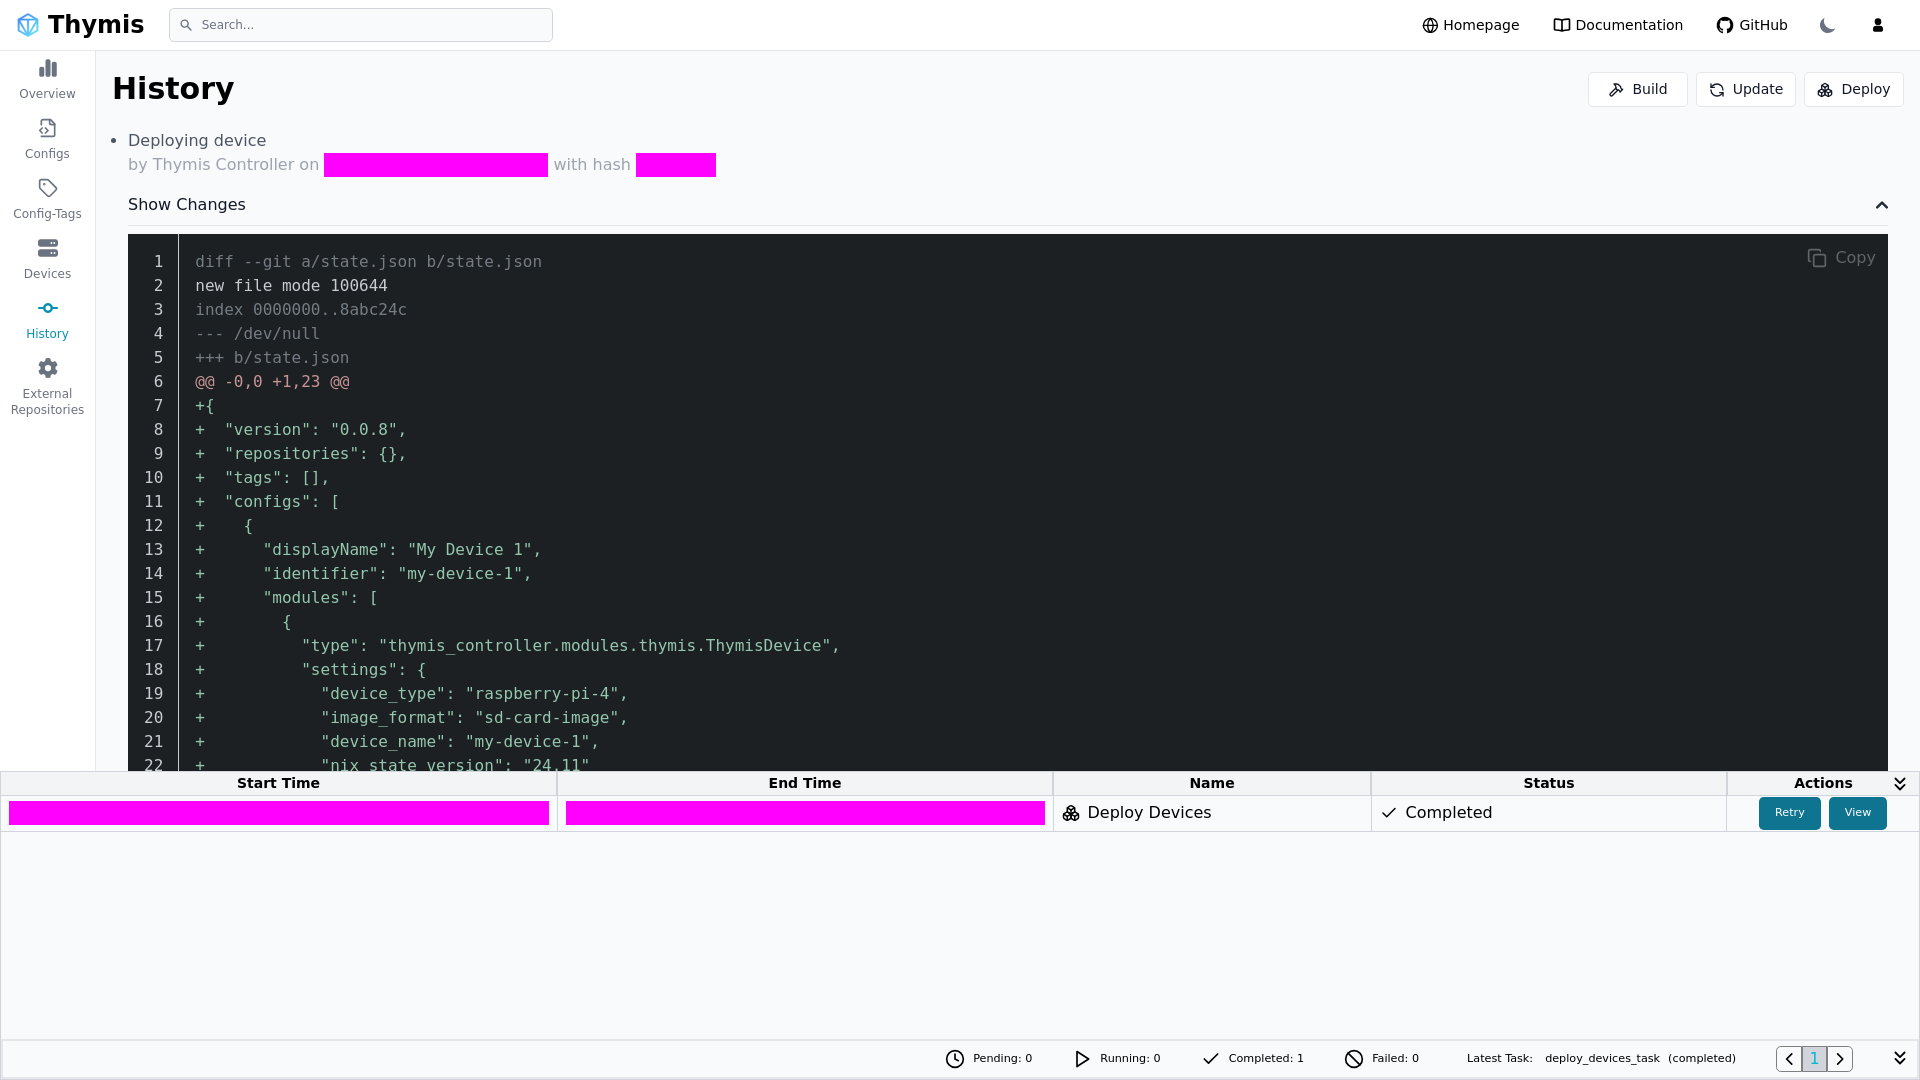 Thymis
Search...
Homepage
Documentation
GitHub
Overview
Configs
Config-Tags
Devices
History
External
Repositories
History
Build
Update
Deploy
Deploying device
by Thymis Controller on
with hash
Show Changes
Copy
1 diff --git a/state.json b/state.json
2 new file mode 100644
3 index 0000000..8abc24c
4 --- /dev/null
5 +++ b/state.json
6 @@ -0,0 +1,23 @@
7 +{
8 +  "version": "0.0.8",
9 +  "repositories": {},
10 +  "tags": [],
11 +  "configs": [
12 +    {
13 +      "displayName": "My Device 1",
14 +      "identifier": "my-device-1",
15 +      "modules": [
16 +        {
17 +          "type": "thymis_controller.modules.thymis.ThymisDevice",
18 +          "settings": {
19 +            "device_type": "raspberry-pi-4",
20 +            "image_format": "sd-card-image",
21 +            "device_name": "my-device-1",
22 +            "nix_state_version": "24.11"
Start Time End Time Name Status Actions
Deploy Devices Completed Retry View
Pending: 0 Running: 0 Completed: 1 Failed: 0 Latest Task: deploy_devices_task (completed) 1